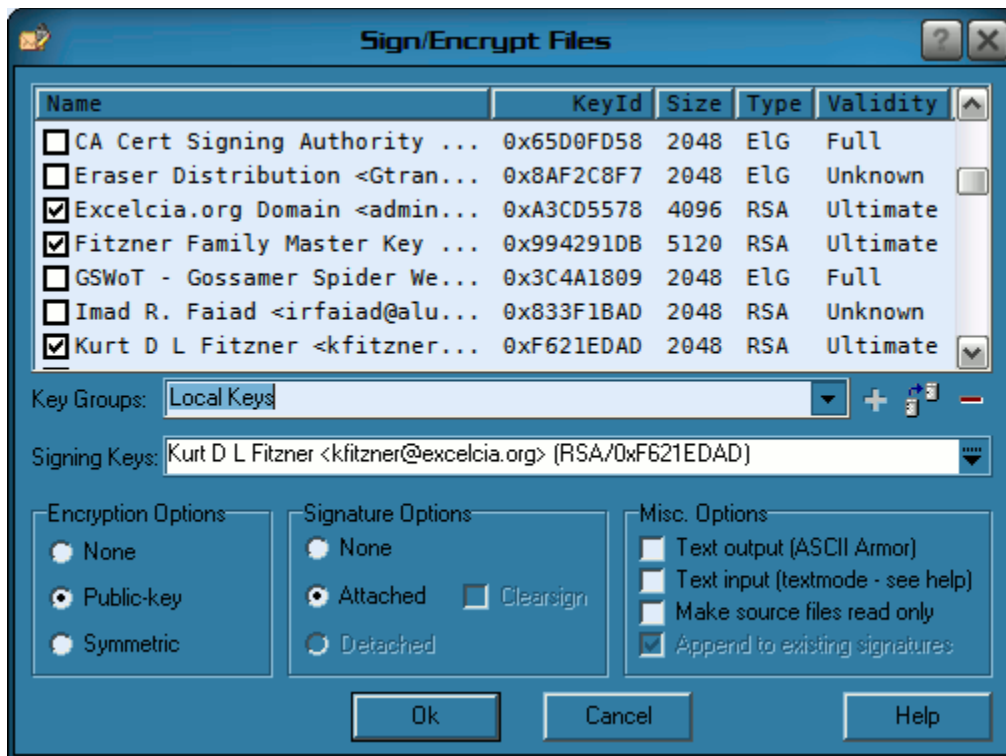 Sign/Encrypt Files
Name KeyId Size Type Validity
CA Cert Signing Authority ... 0x65D0FD58 2048 ElG Full
Eraser Distribution <Gtran... 0x8AF2C8F7 2048 ElG Unknown
Excelcia.org Domain <admin... 0xA3CD5578 4096 RSA Ultimate
Fitzner Family Master Key ... 0x994291DB 5120 RSA Ultimate
GSWoT - Gossamer Spider We... 0x3C4A1809 2048 ElG Full
Imad R. Faiad <irfaiad@alu... 0x833F1BAD 2048 RSA Unknown
Kurt D L Fitzner <kfitzner... 0xF621EDAD 2048 RSA Ultimate
Key Groups: Local Keys
Signing Keys: Kurt D L Fitzner <kfitzner@excelcia.org> (RSA/0xF621EDAD)
Encryption Options
None
Public-key
Symmetric
Signature Options
None
Attached Clearsign
Detached
Misc. Options
Text output (ASCII Armor)
Text input (textmode - see help)
Make source files read only
Append to existing signatures
Ok Cancel Help